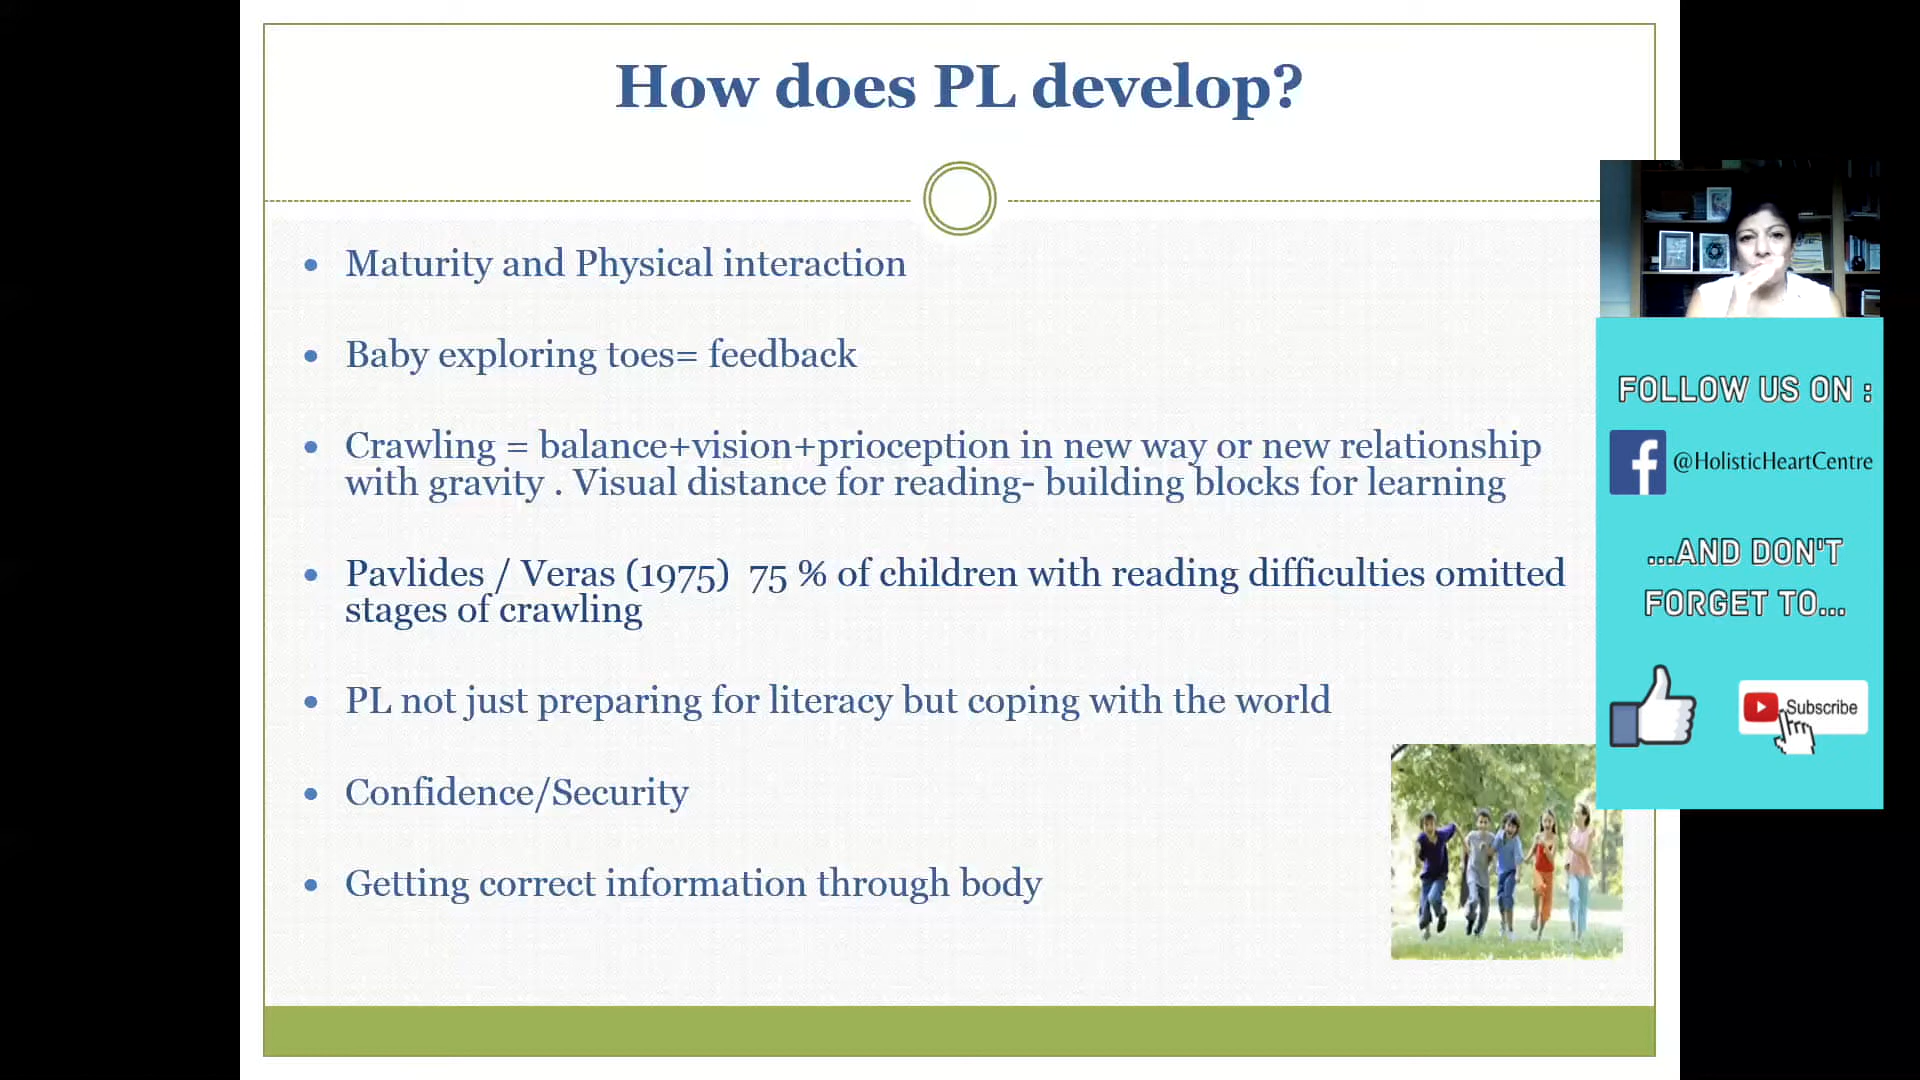 How does PL develop?
• Maturity and Physical interaction
• Baby exploring toes= feedback
• Crawling = balance+vision+prioception in new way or new relationship
with gravity . Visual distance for reading- building blocks for learning
• Pavlides / Veras (1975)  75 % of children with reading difficulties omitted
stages of crawling
• PL not just preparing for literacy but coping with the world
• Confidence/Security
• Getting correct information through body
FOLLOW US ON :
@HolisticHeartCentre
...AND DON'T
FORGET TO...
Subscribe